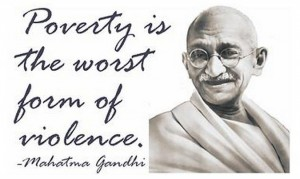 Poverty is
the worst
form of
violence.
-Mahatma Gandhi